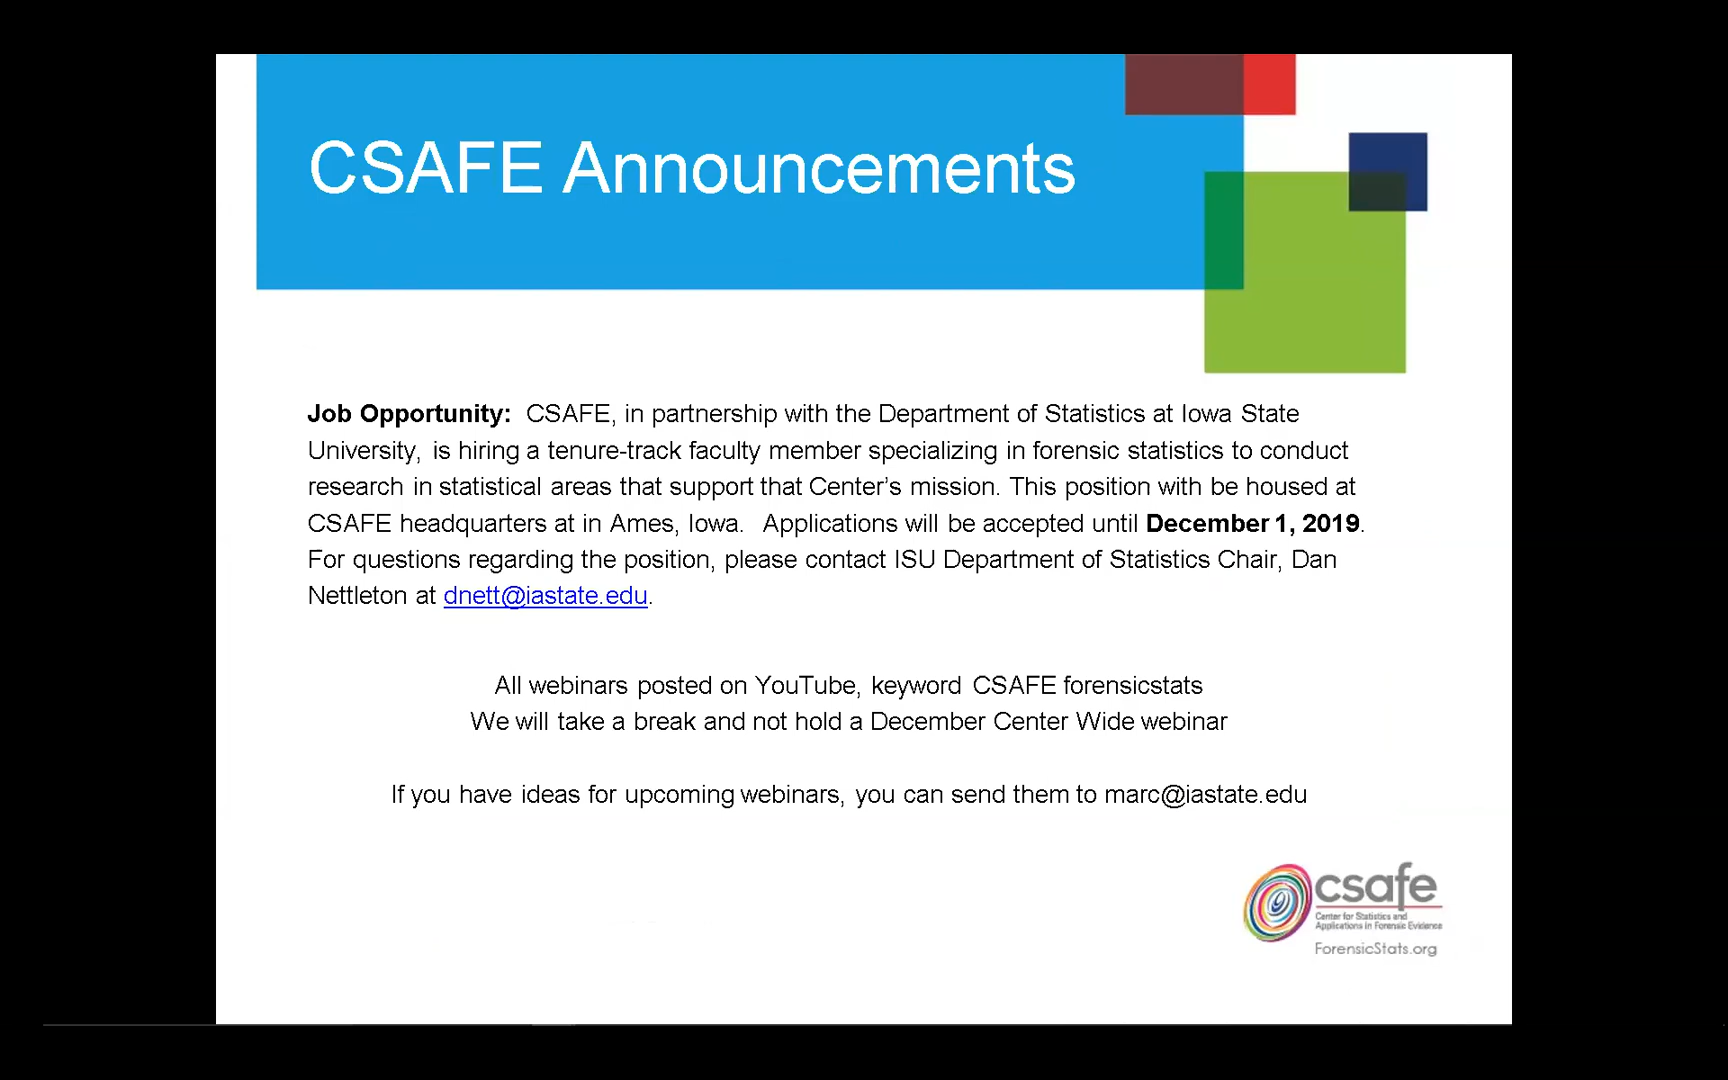 CSAFE Announcements
Job Opportunity: CSAFE, in partnership with the Department of Statistics at Iowa State
University, is hiring a tenure-track faculty member specializing in forensic statistics to conduct
research in statistical areas that support that Center’s mission. This position with be housed at
CSAFE headquarters at in Ames, Iowa. Applications will be accepted until December 1, 2019.
For questions regarding the position, please contact ISU Department of Statistics Chair, Dan
Nettleton at dnett@iastate.edu.
All webinars posted on YouTube, keyword CSAFE forensicstats
We will take a break and not hold a December Center Wide webinar
If you have ideas for upcoming webinars, you can send them to marc@iastate.edu
csafe
Center for Statistics and
Applications in Forensic Evidence
ForensicStats.org